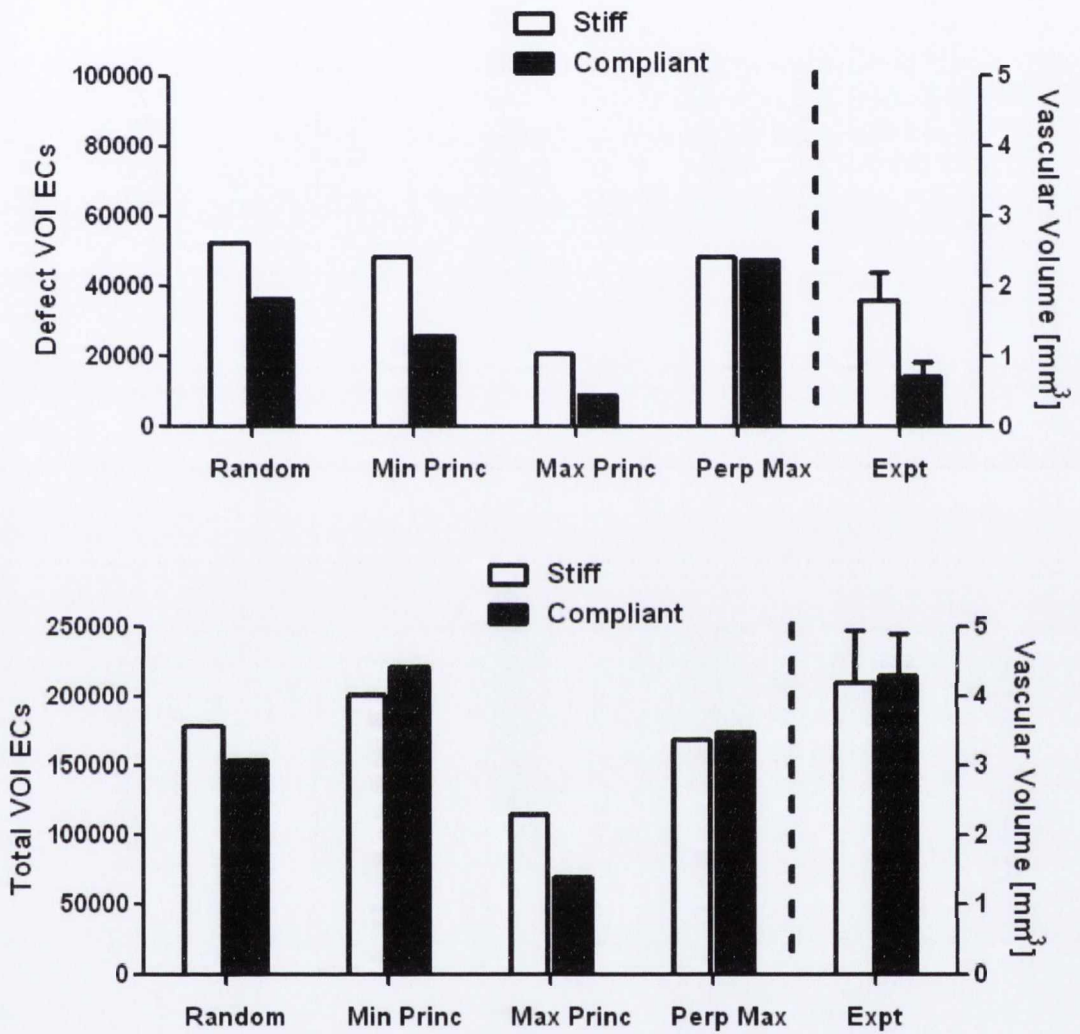 Stiff
Compliant
Defect VOI ECs
100000
80000
60000
40000
20000
0
Vascular Volume [mm³]
5
4
3
2
1
0
Random Min Princ Max Princ Perp Max Expt
Stiff
Compliant
Total VOI ECs
250000
200000
150000
100000
50000
0
Vascular Volume [mm³]
5
4
3
2
1
0
Random Min Princ Max Princ Perp Max Expt